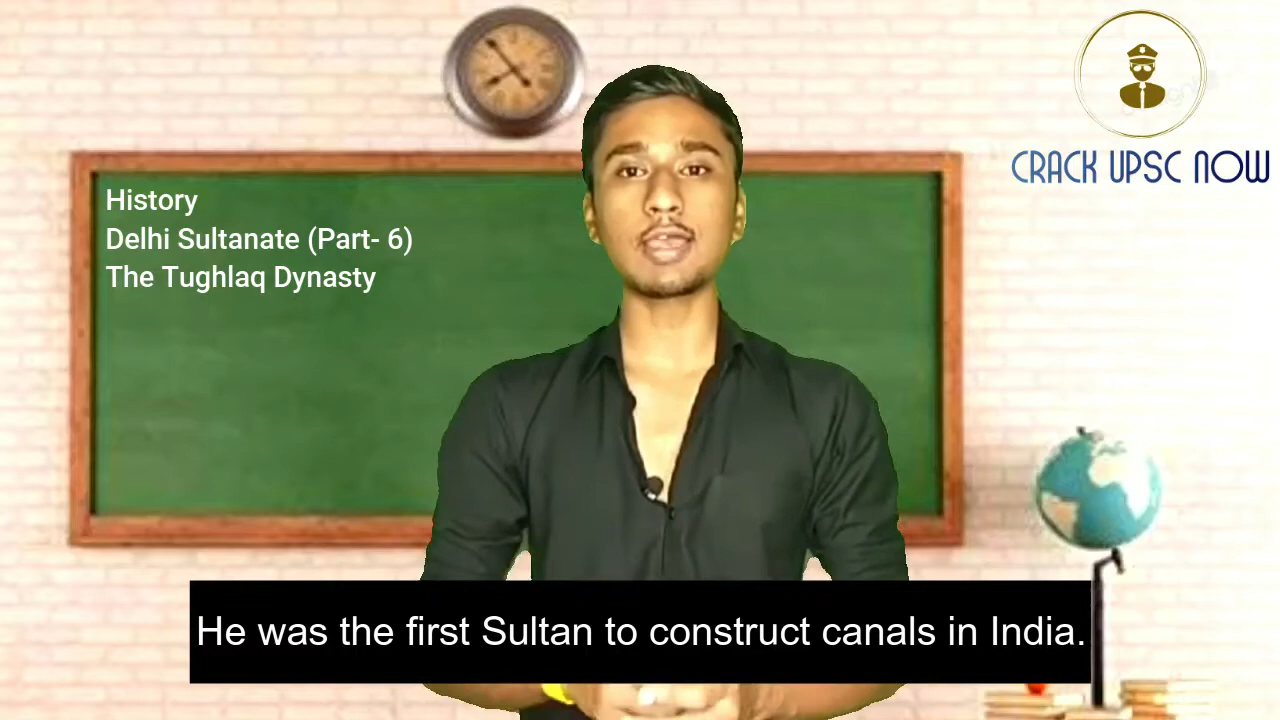 CRACK UPSC NOW
History
Delhi Sultanate (Part- 6)
The Tughlaq Dynasty
He was the first Sultan to construct canals in India.